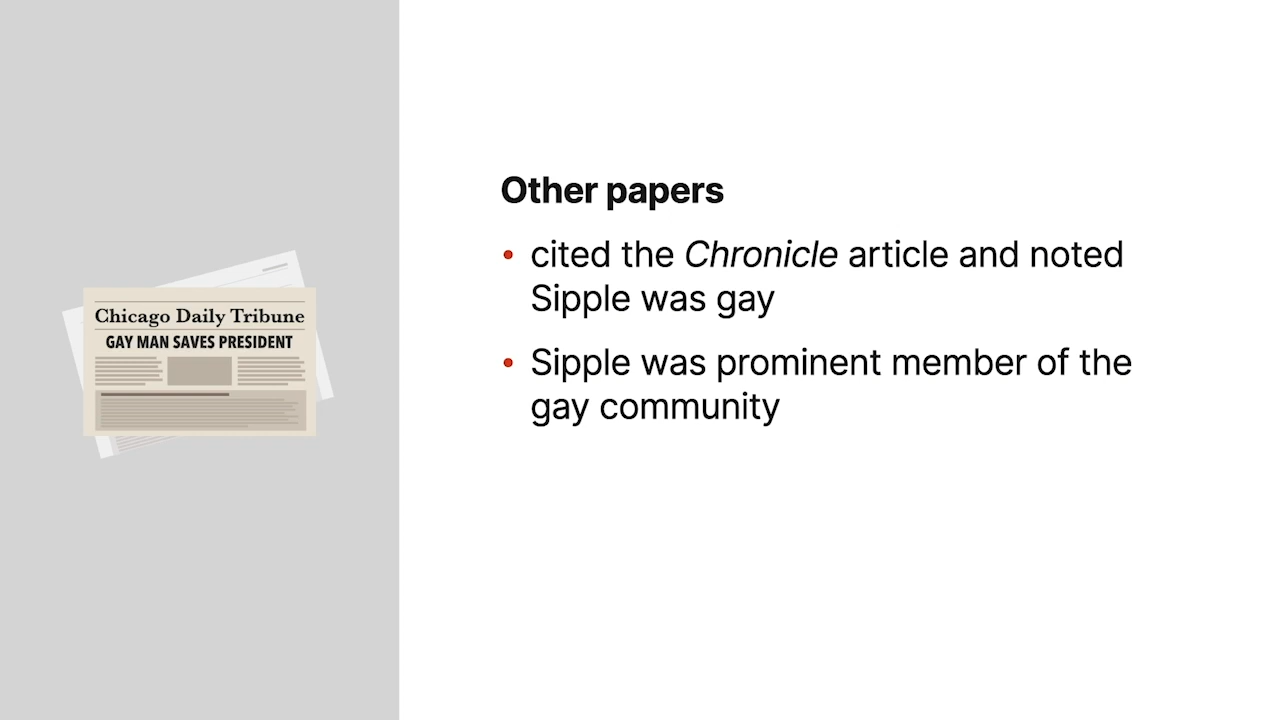 Chicago Daily Tribune
GAY MAN SAVES PRESIDENT
Other papers
• cited the Chronicle article and noted
Sipple was gay
• Sipple was prominent member of the
gay community